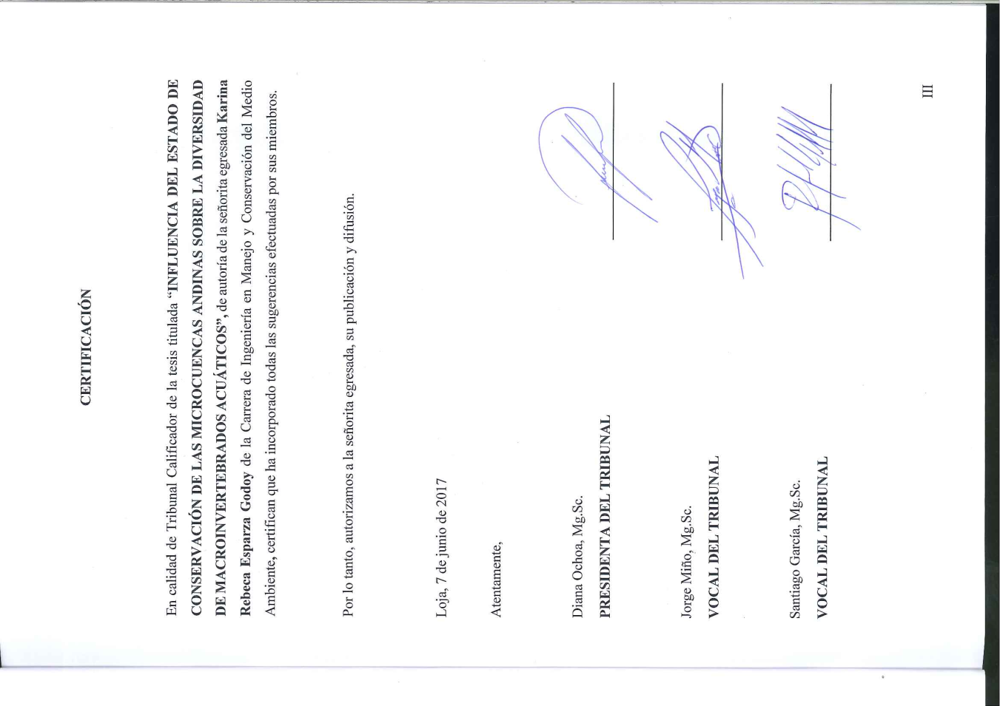 CERTIFICACIÓN
En calidad de Tribunal Calificador de la tesis titulada “INFLUENCIA DEL ESTADO DE
CONSERVACIÓN DE LAS MICROCUENCAS ANDINAS SOBRE LA DIVERSIDAD
DE MACROINVERTEBRADOS ACUÁTICOS”, de autoría de la señorita egresada Karina
Rebeca Esparza Godoy de la Carrera de Ingeniería en Manejo y Conservación del Medio
Ambiente, certifican que ha incorporado todas las sugerencias efectuadas por sus miembros.
Por lo tanto, autorizamos a la señorita egresada, su publicación y difusión.
Loja, 7 de junio de 2017
Atentamente,
Diana Ochoa, Mg.Sc.
PRESIDENTA DEL TRIBUNAL
Jorge Miño, Mg.Sc.
VOCAL DEL TRIBUNAL
Santiago García, Mg.Sc.
VOCAL DEL TRIBUNAL
III